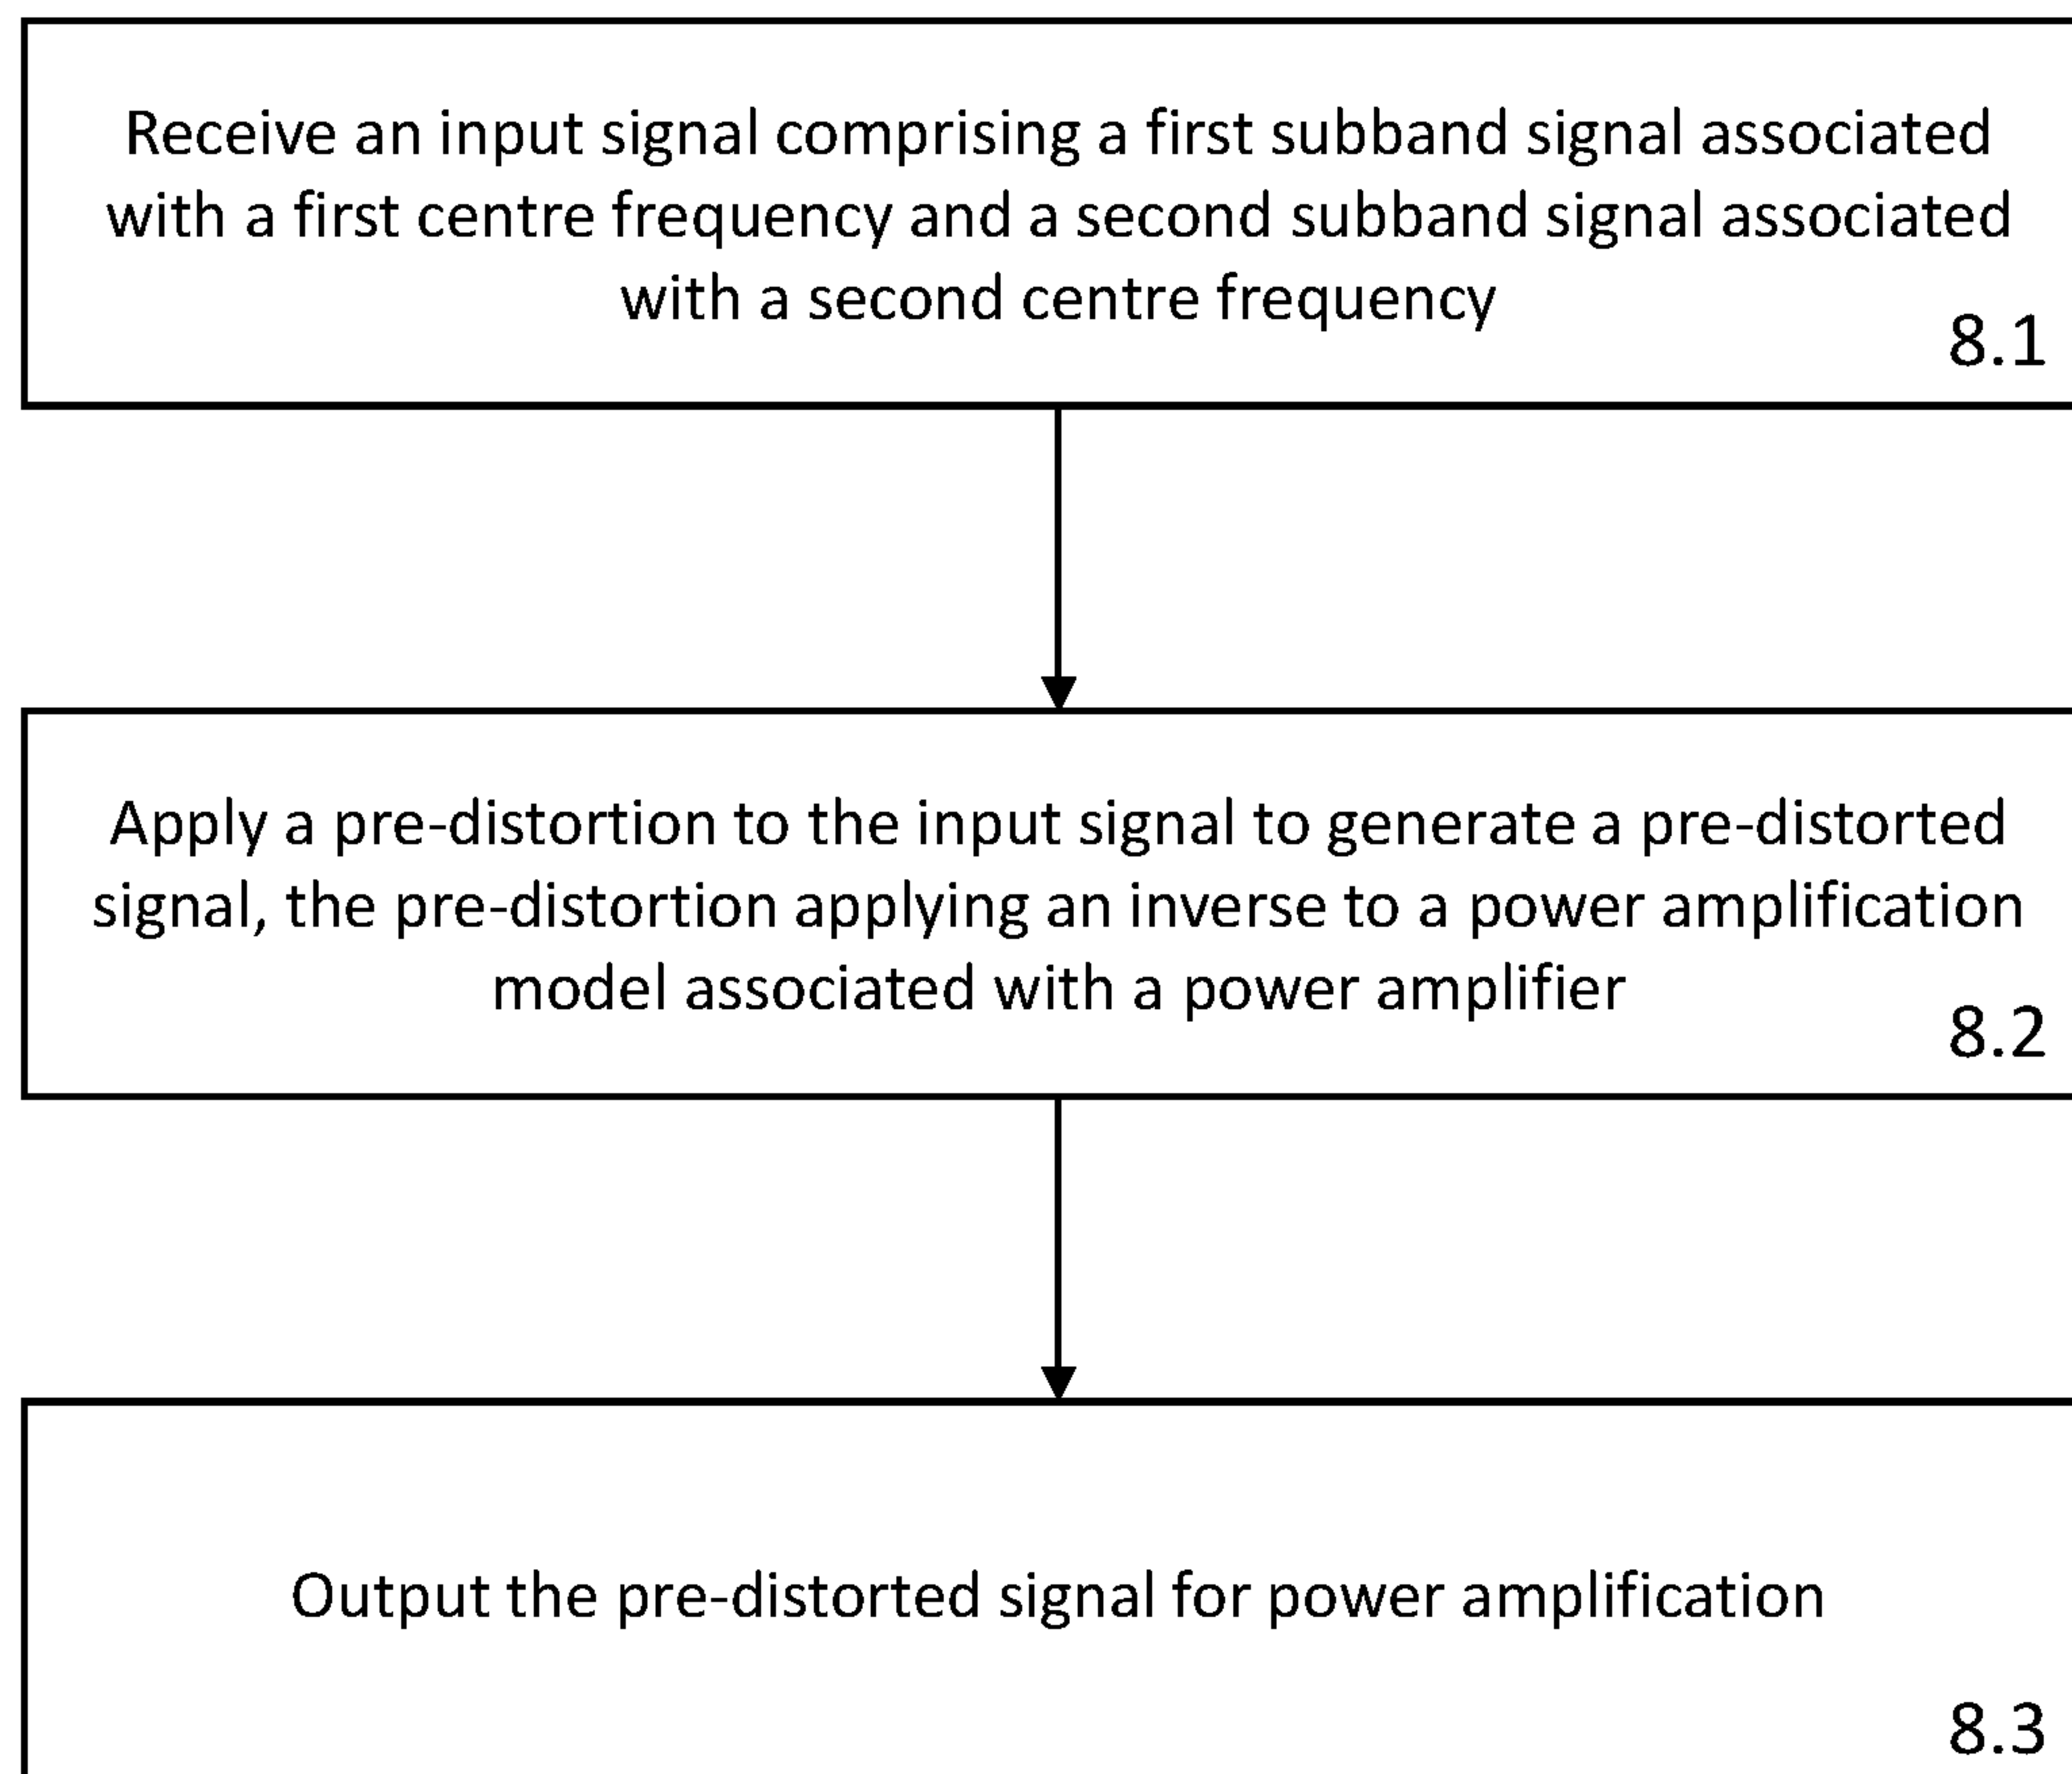 Receive an input signal comprising a first subband signal associated
with a first centre frequency and a second subband signal associated
with a second centre frequency
8.1
Apply a pre-distortion to the input signal to generate a pre-distorted
signal, the pre-distortion applying an inverse to a power amplification
model associated with a power amplifier
8.2
Output the pre-distorted signal for power amplification
8.3